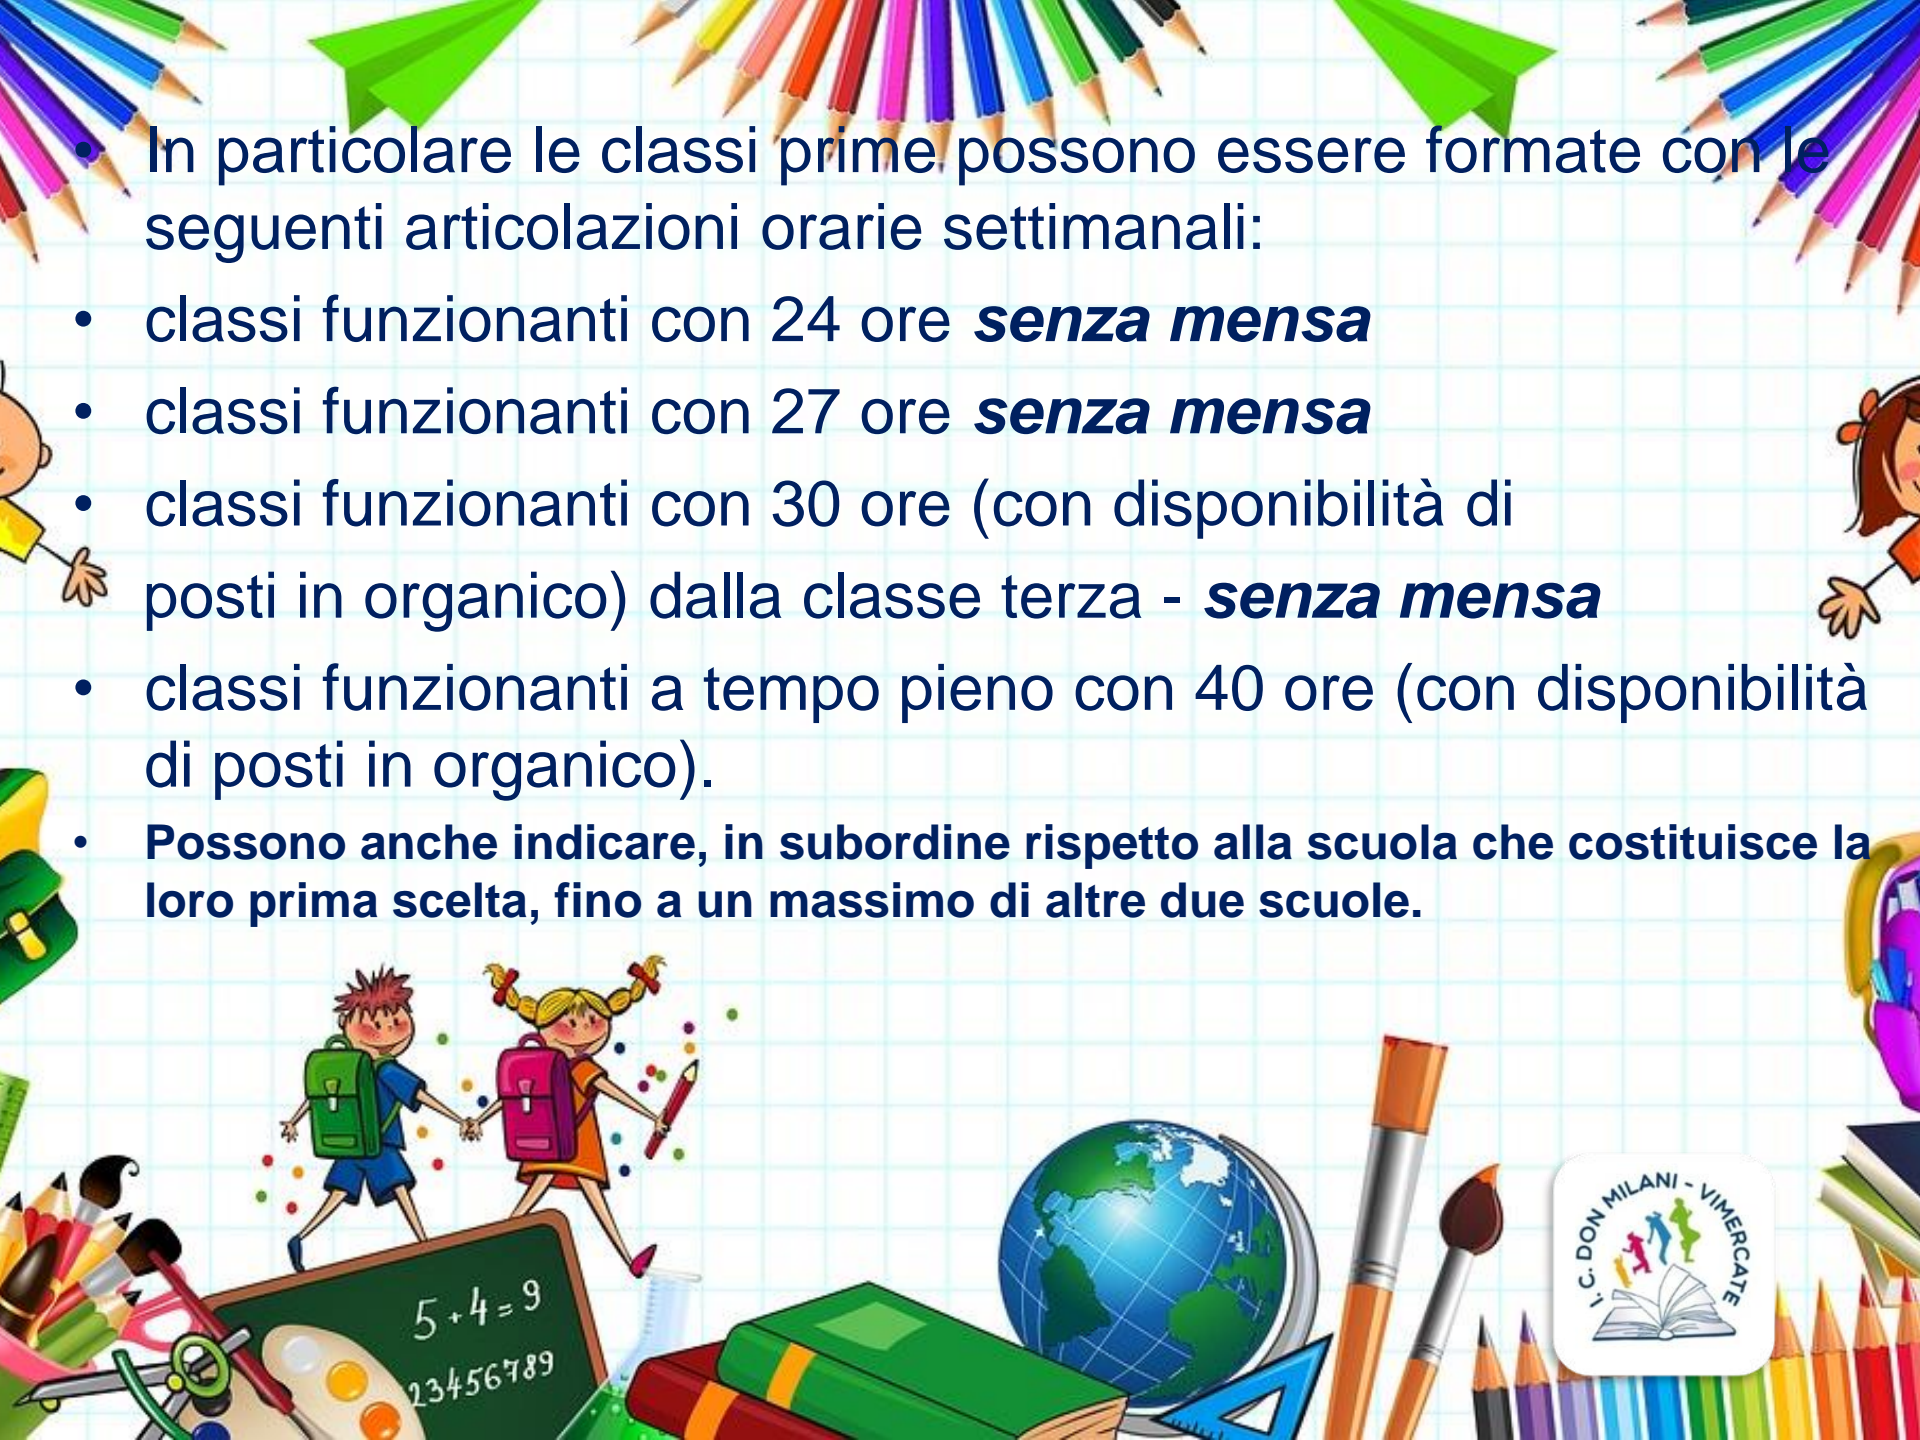 • In particolare le classi prime possono essere formate con le
seguenti articolazioni orarie settimanali:
• classi funzionanti con 24 ore senza mensa
• classi funzionanti con 27 ore senza mensa
• classi funzionanti con 30 ore (con disponibilità di
posti in organico) dalla classe terza - senza mensa
• classi funzionanti a tempo pieno con 40 ore (con disponibilità
di posti in organico).
• Possono anche indicare, in subordine rispetto alla scuola che costituisce la
loro prima scelta, fino a un massimo di altre due scuole.
I. C. DON MILANI - VIMERCATE
5+4=9
23456789